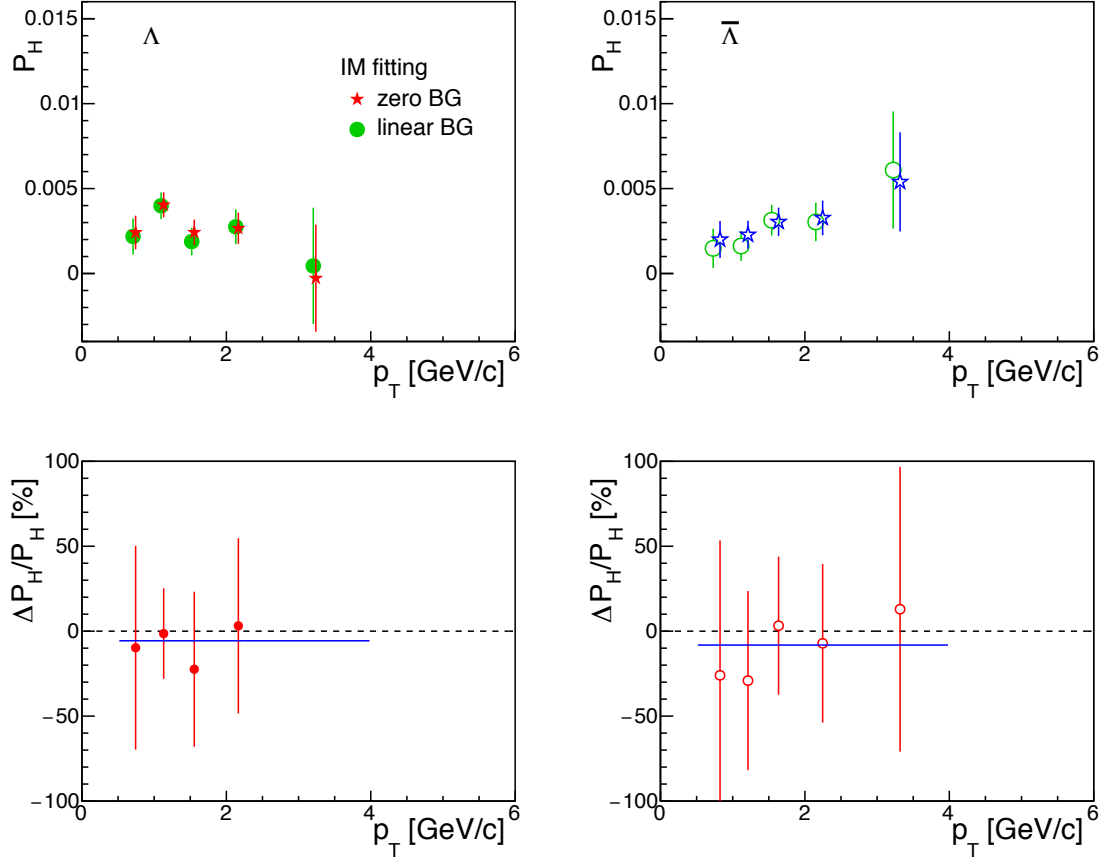 0.015
0.01
0.005
0
P_H
Λ
IM fitting
zero BG
linear BG
0 2 4 6
p_T [GeV/c]
0.015
0.01
0.005
0
P_H
Λ̅
0 2 4 6
p_T [GeV/c]
100
50
0
−50
−100
ΔP_H/P_H [%]
0 2 4 6
p_T [GeV/c]
100
50
0
−50
−100
ΔP_H/P_H [%]
0 2 4 6
p_T [GeV/c]